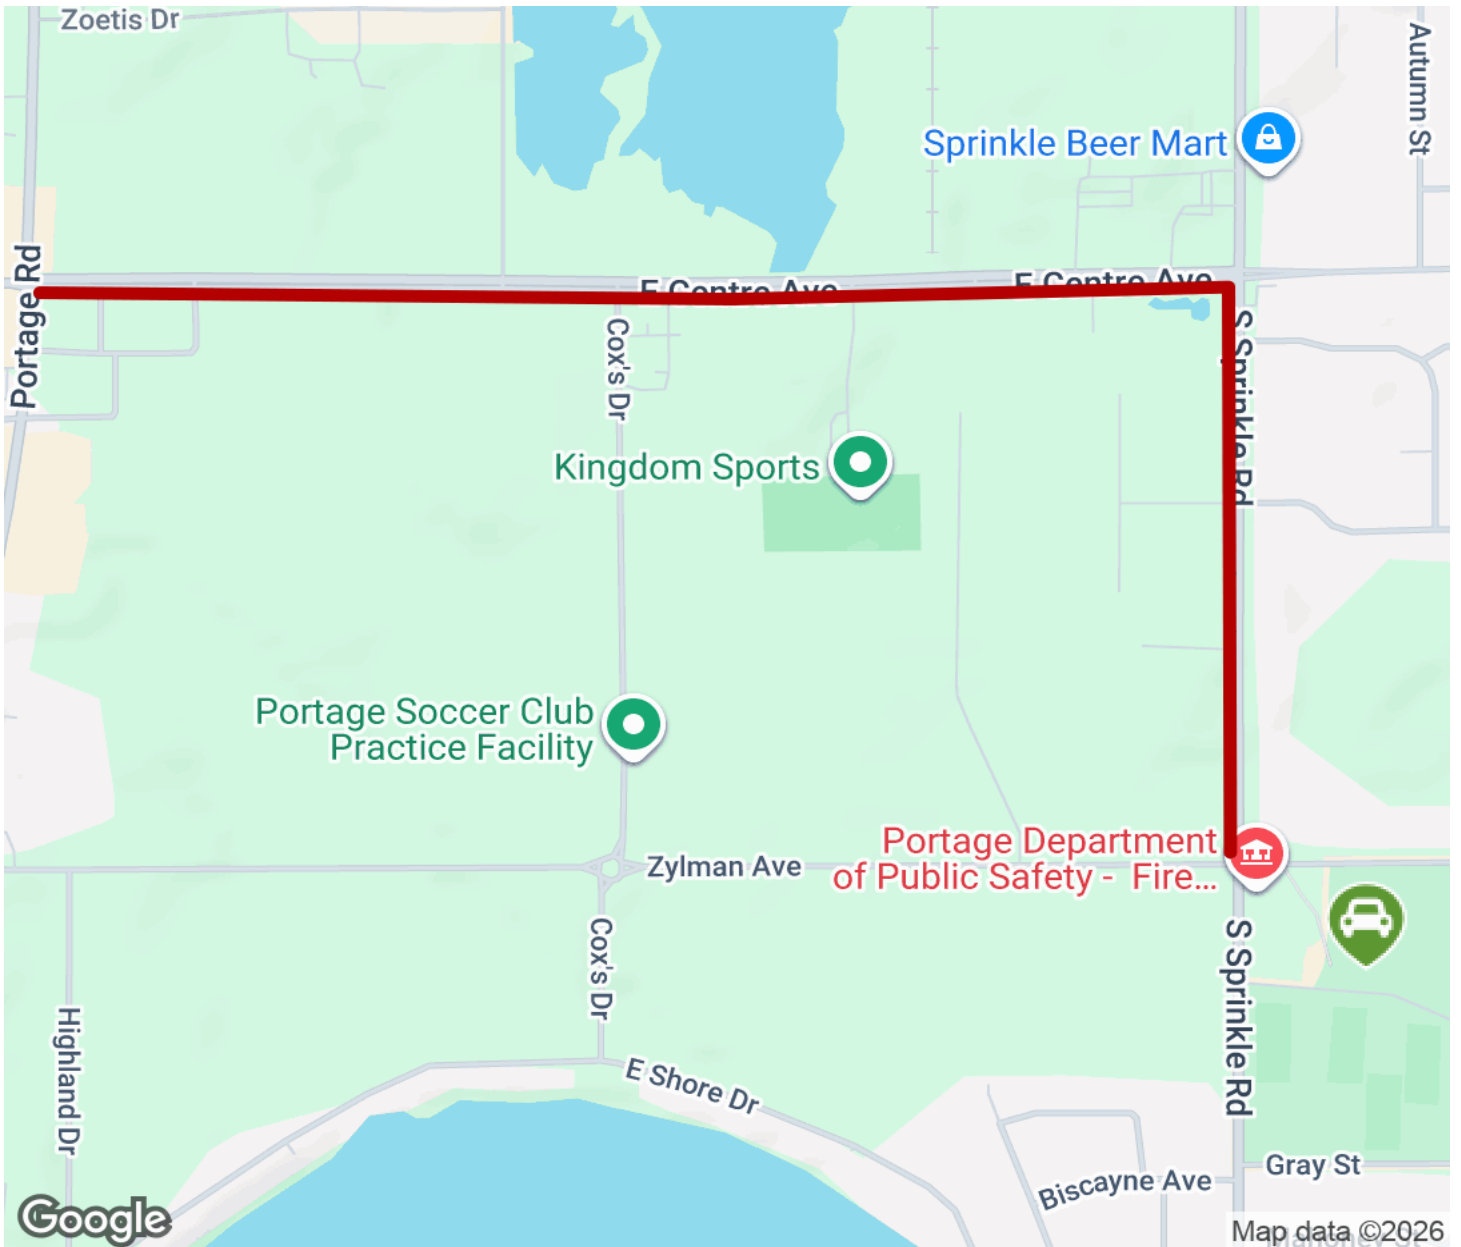 Zoetis Dr
Autumn St
Sprinkle Beer Mart
Portage Rd
E Centre Ave
E Centre Ave
S Sprinkle Rd
Cox's Dr
Kingdom Sports
Portage Soccer Club
Practice Facility
Portage Department
of Public Safety - Fire...
Zylman Ave
Cox's Dr
S Sprinkle Rd
Highland Dr
E Shore Dr
Gray St
Biscayne Ave
Google
Map data ©2026